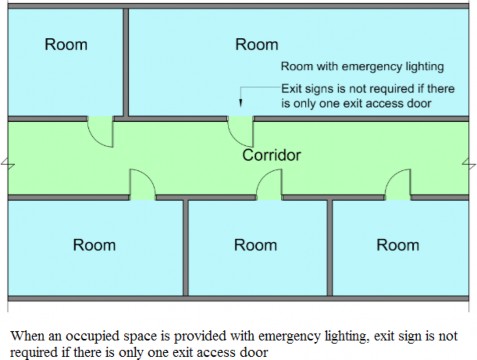 Room
Room
Room with emergency lighting
Exit signs is not required if there
is only one exit access door
Corridor
Room
Room
Room
When an occupied space is provided with emergency lighting, exit sign is not
required if there is only one exit access door